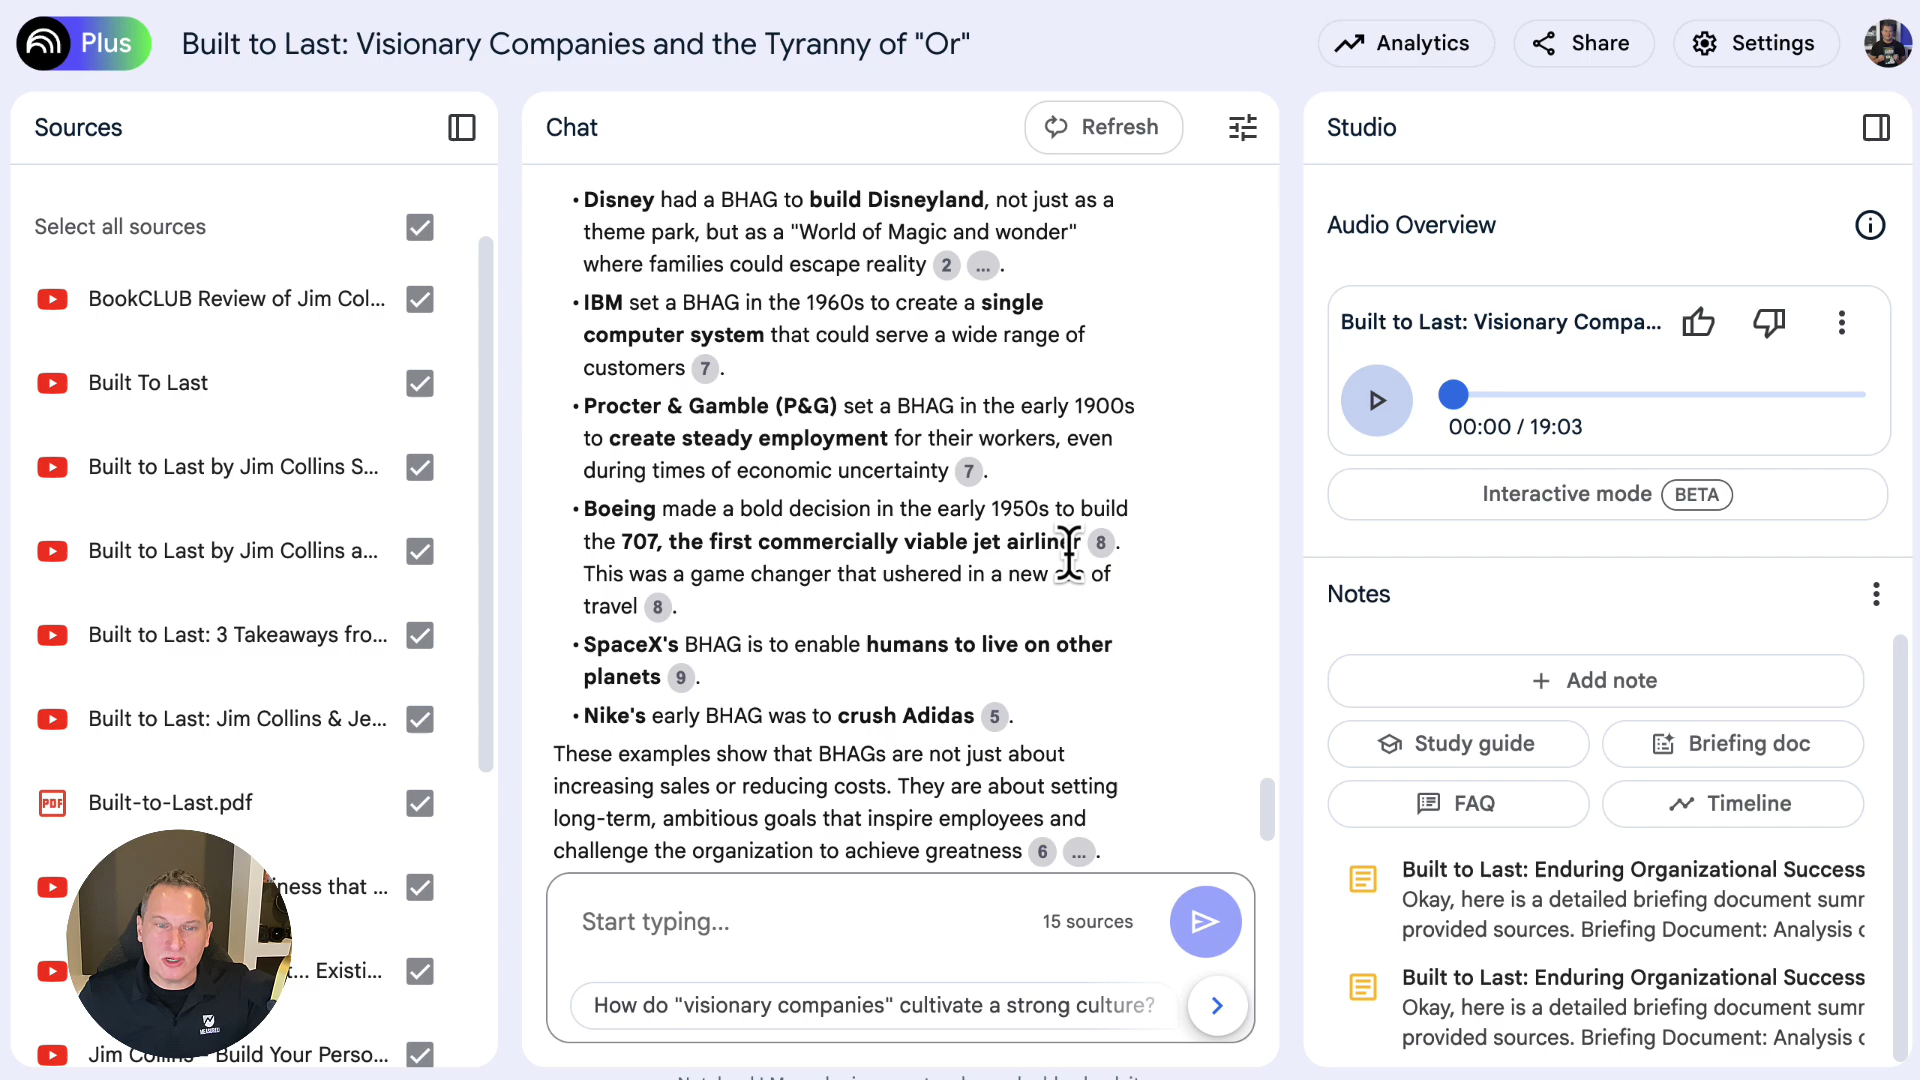 Plus
Built to Last: Visionary Companies and the Tyranny of "Or"
Analytics
Share
Settings
Sources
Select all sources
BookCLUB Review of Jim Col...
Built To Last
Built to Last by Jim Collins S...
Built to Last by Jim Collins a...
Built to Last: 3 Takeaways fro...
Built to Last: Jim Collins & Je...
PDF
Built-to-Last.pdf
iness that ...
t... Existi...
Jim Collins - Build Your Perso...
MEASURED
Chat
Refresh
• Disney had a BHAG to build Disneyland, not just as a
theme park, but as a "World of Magic and wonder"
where families could escape reality 2 ... .
• IBM set a BHAG in the 1960s to create a single
computer system that could serve a wide range of
customers 7 .
• Procter & Gamble (P&G) set a BHAG in the early 1900s
to create steady employment for their workers, even
during times of economic uncertainty 7 .
• Boeing made a bold decision in the early 1950s to build
the 707, the first commercially viable jet airliner 8 .
This was a game changer that ushered in a new of
travel 8 .
• SpaceX's BHAG is to enable humans to live on other
planets 9 .
• Nike's early BHAG was to crush Adidas 5 .
These examples show that BHAGs are not just about
increasing sales or reducing costs. They are about setting
long-term, ambitious goals that inspire employees and
challenge the organization to achieve greatness 6 ... .
Start typing...
15 sources
How do "visionary companies" cultivate a strong culture?
Studio
Audio Overview
Built to Last: Visionary Compa...
00:00 / 19:03
Interactive mode BETA
Notes
Add note
Study guide
Briefing doc
FAQ
Timeline
Built to Last: Enduring Organizational Success
Okay, here is a detailed briefing document summ
provided sources. Briefing Document: Analysis
Built to Last: Enduring Organizational Success
Okay, here is a detailed briefing document summ
provided sources. Briefing Document: Analysis